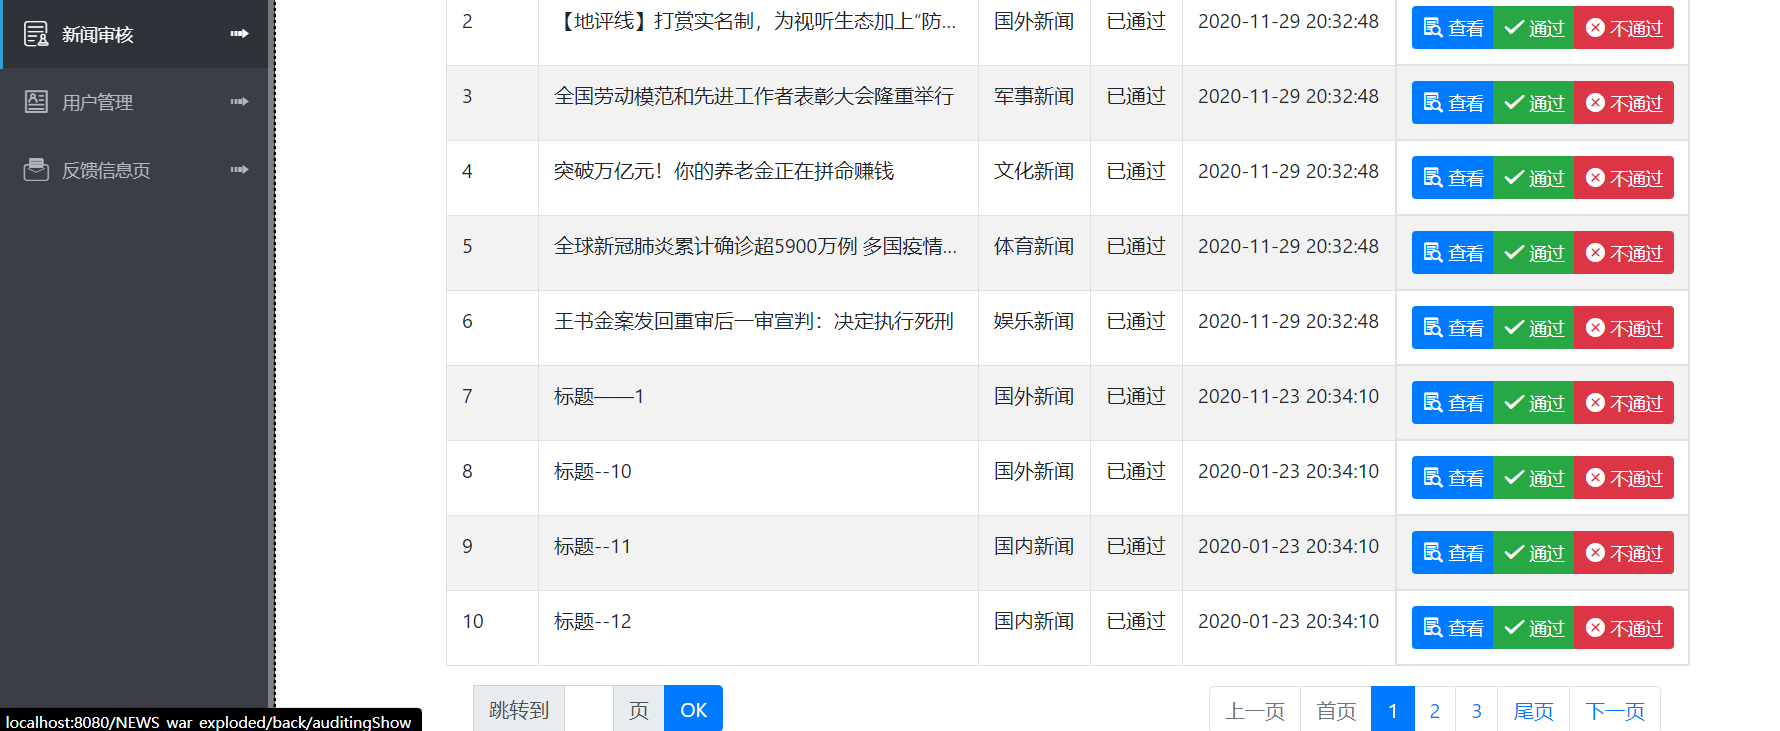 新闻审核
用户管理
反馈信息页
2 【地评线】打赏实名制，为视听生态加上“防... 国外新闻 已通过 2020-11-29 20:32:48 查看 通过 不通过
3 全国劳动模范和先进工作者表彰大会隆重举行 军事新闻 已通过 2020-11-29 20:32:48 查看 通过 不通过
4 突破万亿元！你的养老金正在拼命赚钱 文化新闻 已通过 2020-11-29 20:32:48 查看 通过 不通过
5 全球新冠肺炎累计确诊超5900万例 多国疫情... 体育新闻 已通过 2020-11-29 20:32:48 查看 通过 不通过
6 王书金案发回重审后一审宣判：决定执行死刑 娱乐新闻 已通过 2020-11-29 20:32:48 查看 通过 不通过
7 标题——1 国外新闻 已通过 2020-11-23 20:34:10 查看 通过 不通过
8 标题--10 国外新闻 已通过 2020-01-23 20:34:10 查看 通过 不通过
9 标题--11 国内新闻 已通过 2020-01-23 20:34:10 查看 通过 不通过
10 标题--12 国内新闻 已通过 2020-01-23 20:34:10 查看 通过 不通过
跳转到 页 OK 上一页 首页 1 2 3 尾页 下一页
localhost:8080/NEWS_war_exploded/back/auditingShow